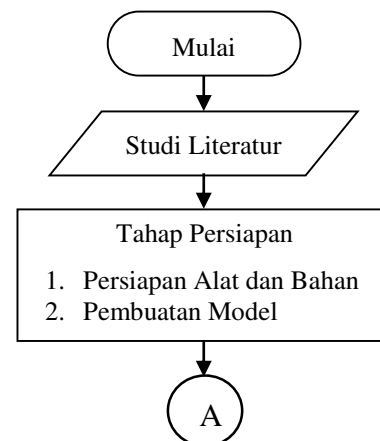 Mulai
Studi Literatur
Tahap Persiapan
1. Persiapan Alat dan Bahan
2. Pembuatan Model
A